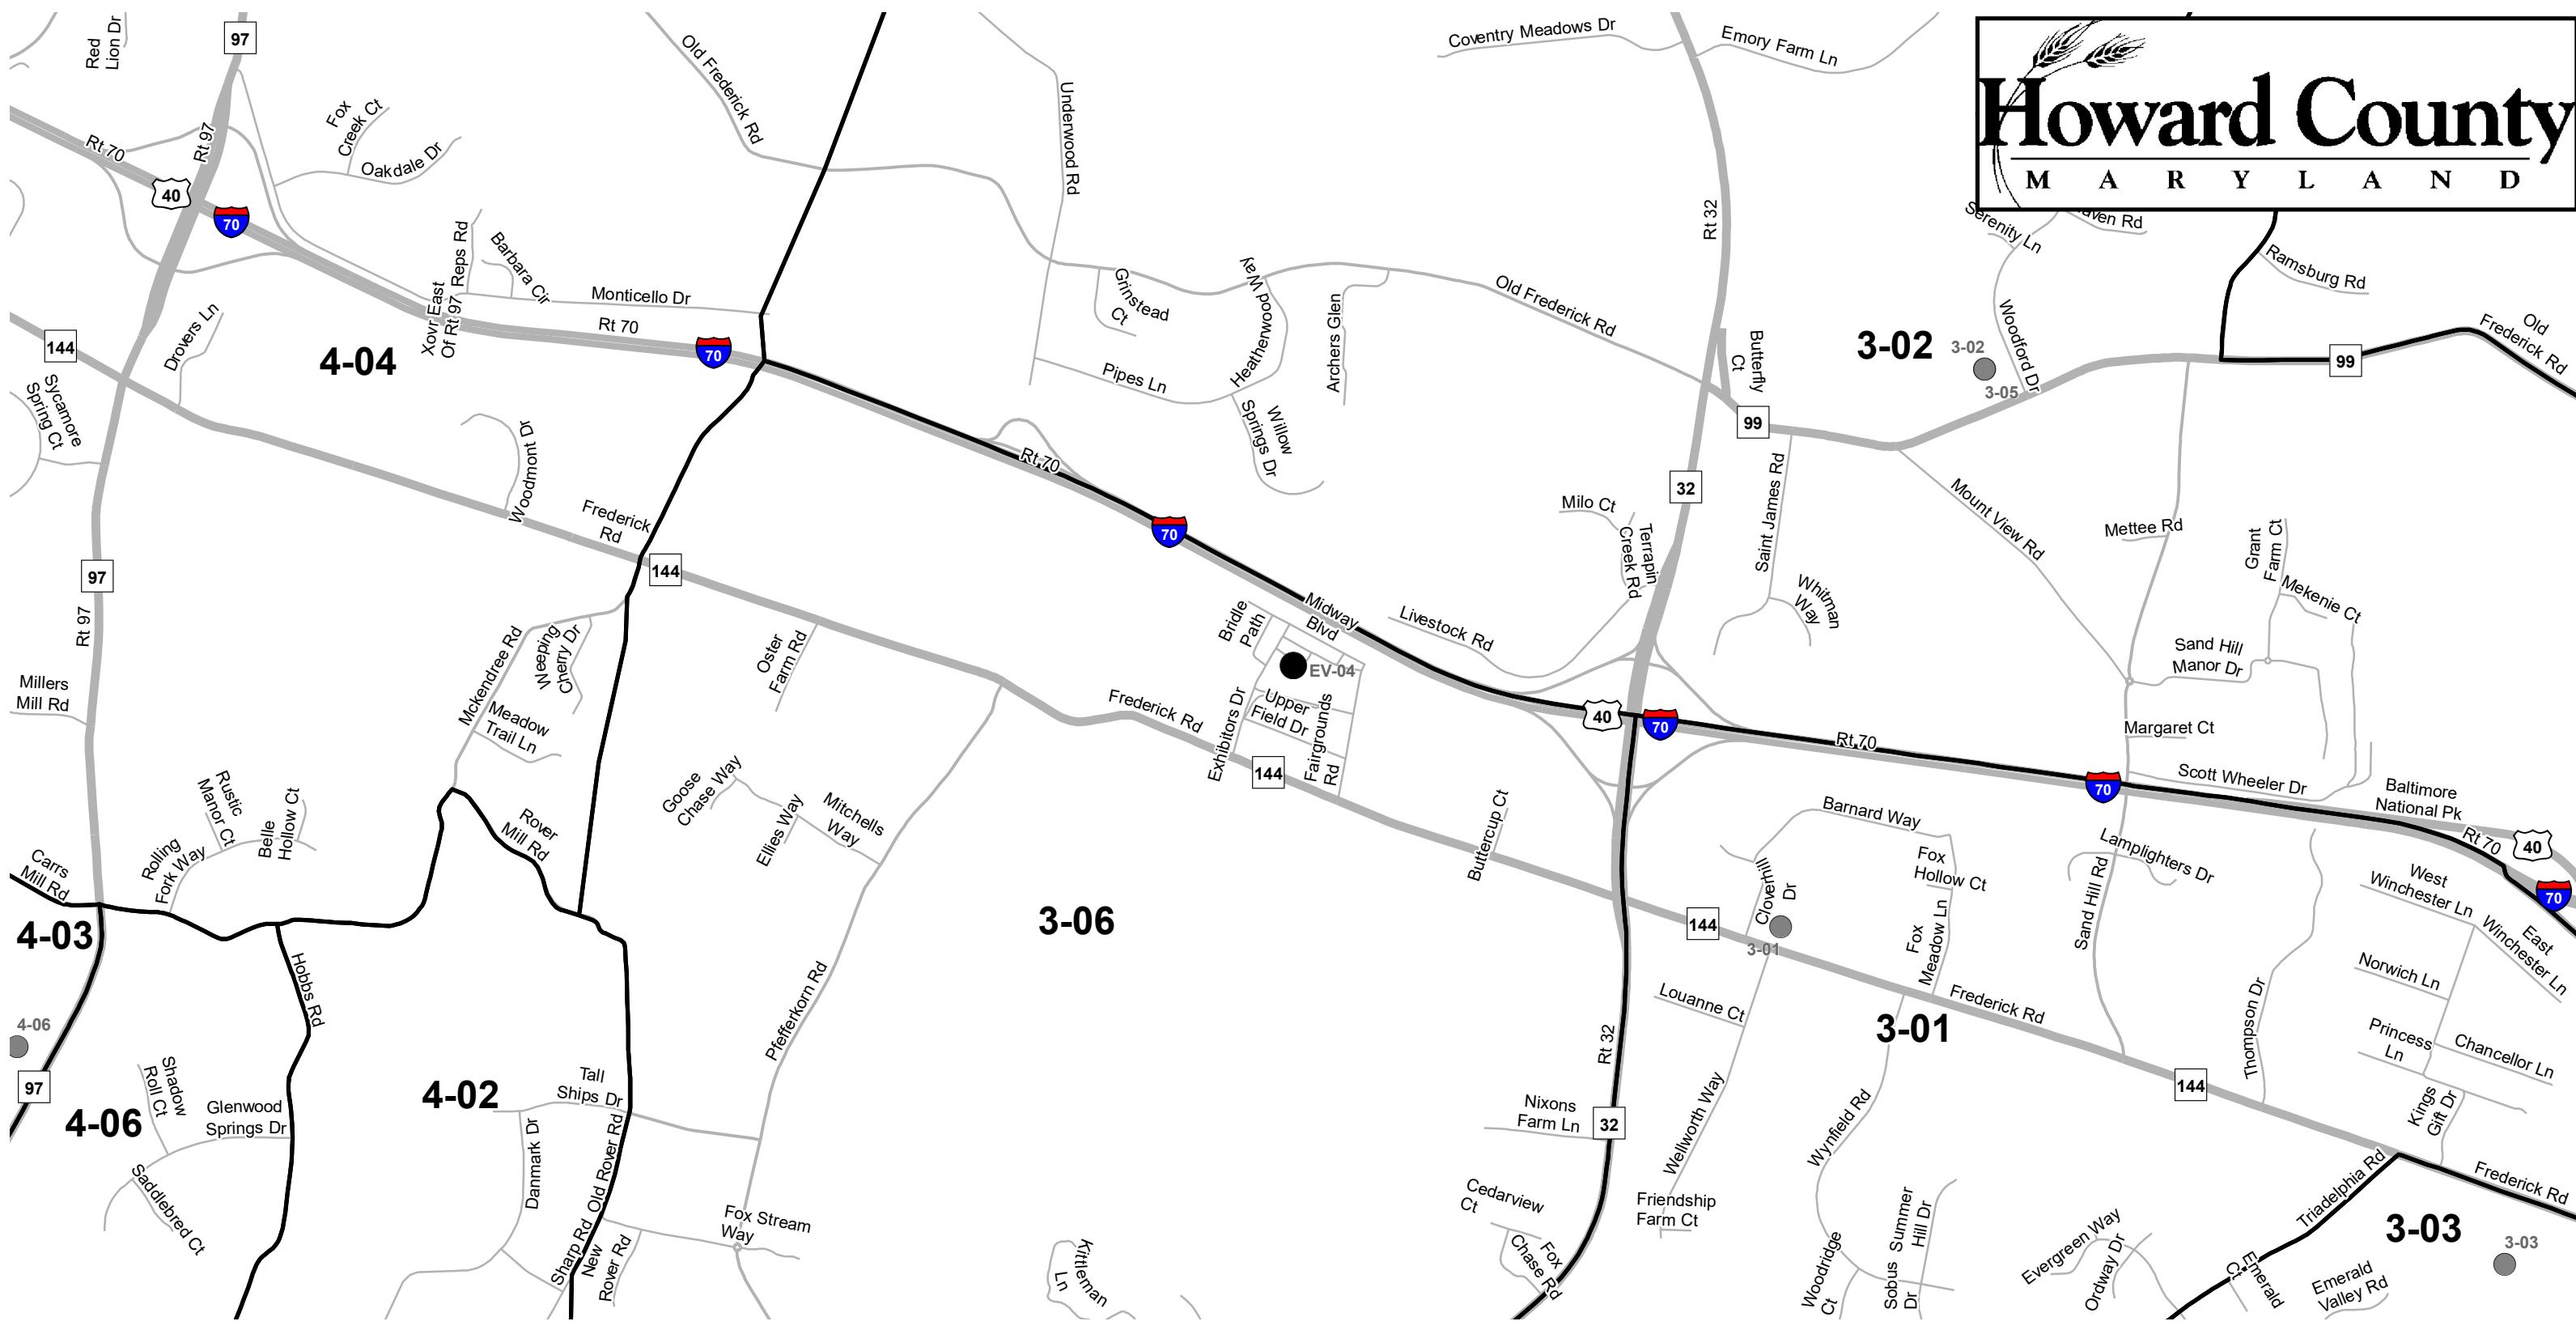 Howard County
MARYLAND
97
Red
Lion Dr
Rt 70
40
Rt 97
70
Fox
Creek Ct
Oakdale Dr
Old Frederick Rd
Underwood Rd
Coventry Meadows Dr
Emory Farm Ln
Rt 32
Serenity Ln
aven Rd
Ramsburg Rd
Reps Rd
Barbara Cir
Monticello Dr
Xovr East
Of Rt 97
Rt 70
70
144
Drovers Ln
4-04
Sycamore
Spring Ct
Woodmont Dr
Frederick
Rd
144
Grinstead
Ct
Heatherwood Way
Archers Glen
Pipes Ln
Willow
Springs Dr
Old Frederick Rd
Butterfly
Ct
3-02
3-02
3-05
Woodford Dr
99
99
Old
Frederick Rd
Rt 70
70
32
Milo Ct
Terrapin
Creek Rd
Saint James Rd
Whitman
Way
Mount View Rd
Mettee Rd
Grant
Farm Ct
Mekenie Ct
Sand Hill
Manor Dr
Margaret Ct
Scott Wheeler Dr
Baltimore
National Pk
97
Rt 97
Millers
Mill Rd
Mckendree Rd
Weeping
Cherry Dr
Meadow
Trail Ln
Oster
Farm Rd
Frederick Rd
Bridle
Path
Midway
Blvd
EV-04
Upper
Field Dr
Exhibitors Dr
Fairgrounds
Rd
144
Livestock Rd
40
70
Rt 70
70
Rt 70
40
70
Rustic
Manor Ct
Belle
Hollow Ct
Rolling
Fork Way
Carrs
Mill Rd
4-03
Rover
Mill Rd
Goose
Chase Way
Ellies Way
Mitchells
Way
3-06
Buttercup Ct
Barnard Way
Cloverhill
Dr
3-01
144
Fox
Hollow Ct
Fox
Meadow Ln
Lamplighters Dr
Sand Hill Rd
West
Winchester Ln
East
Winchester Ln
Norwich Ln
Princess
Ln
Chancellor Ln
Kings
Gift Dr
Thompson Dr
Frederick Rd
3-01
144
Hobbs Rd
4-06
97
4-06
Shadow
Roll Ct
Glenwood
Springs Dr
Saddlebred Ct
4-02
Tall
Ships Dr
Danmark Dr
Old Rover Rd
Sharp Rd
New
Rover Rd
Fox Stream
Way
Pfefferkorn Rd
Kittleman
Ln
Rt 32
Nixons
Farm Ln
32
Cedarview
Ct
Fox
Chase Rd
Louanne Ct
Wellworth Way
Friendship
Farm Ct
Wynfield Rd
Woodridge
Ct
Sobus
Dr
Summer
Hill Dr
Evergreen Way
Ordway Dr
Triadelphia Rd
Emerald
Ct
Emerald
Valley Rd
Frederick Rd
3-03
3-03